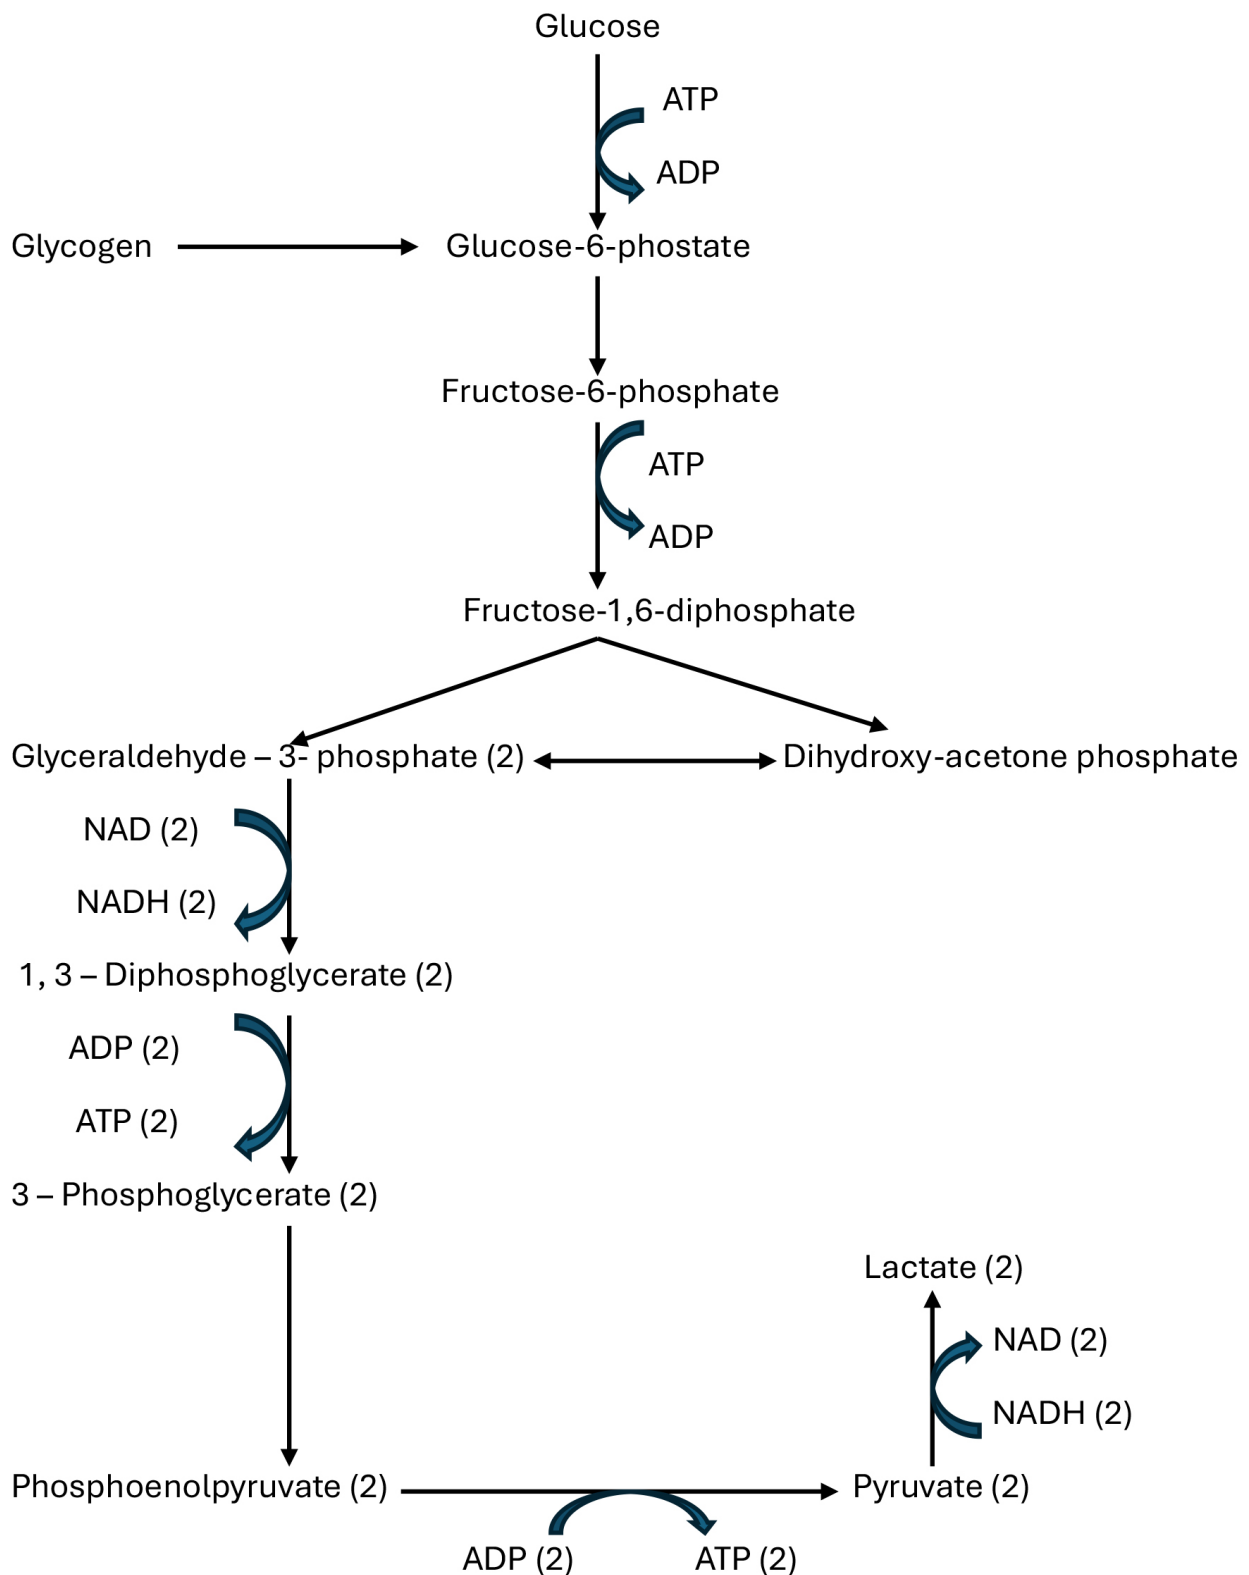 Glucose
ATP
ADP
Glycogen
Glucose-6-phostate
Fructose-6-phosphate
ATP
ADP
Fructose-1,6-diphosphate
Glyceraldehyde – 3- phosphate (2)
Dihydroxy-acetone phosphate
NAD (2)
NADH (2)
1, 3 – Diphosphoglycerate (2)
ADP (2)
ATP (2)
3 – Phosphoglycerate (2)
Lactate (2)
NAD (2)
NADH (2)
Phosphoenolpyruvate (2)
Pyruvate (2)
ADP (2)
ATP (2)